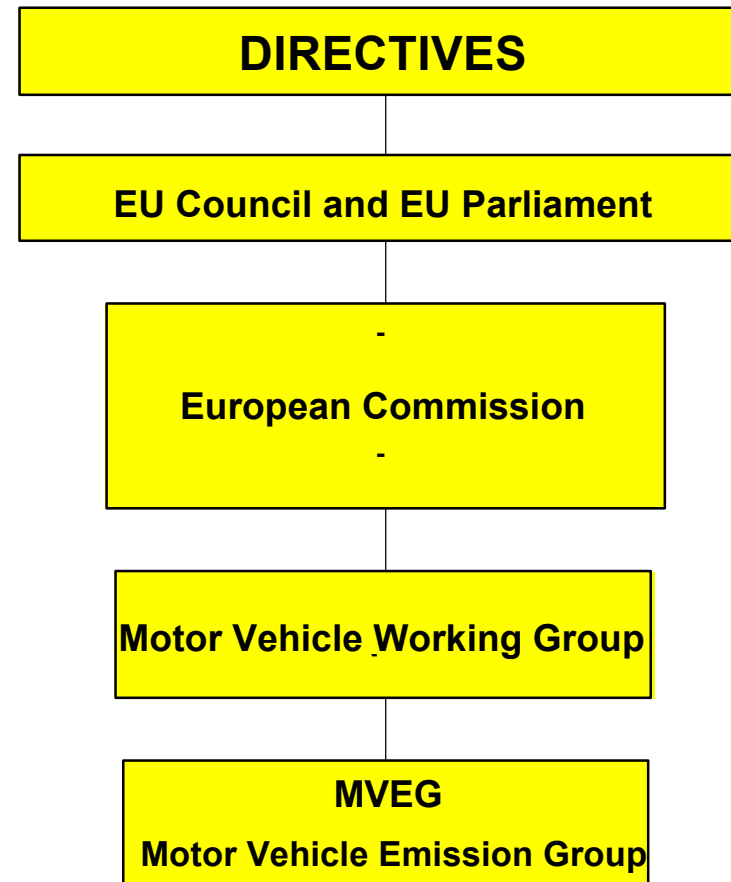 DIRECTIVES
EU Council and EU Parliament
-
European Commission
-
Motor Vehicle Working Group
-
MVEG
Motor Vehicle Emission Group